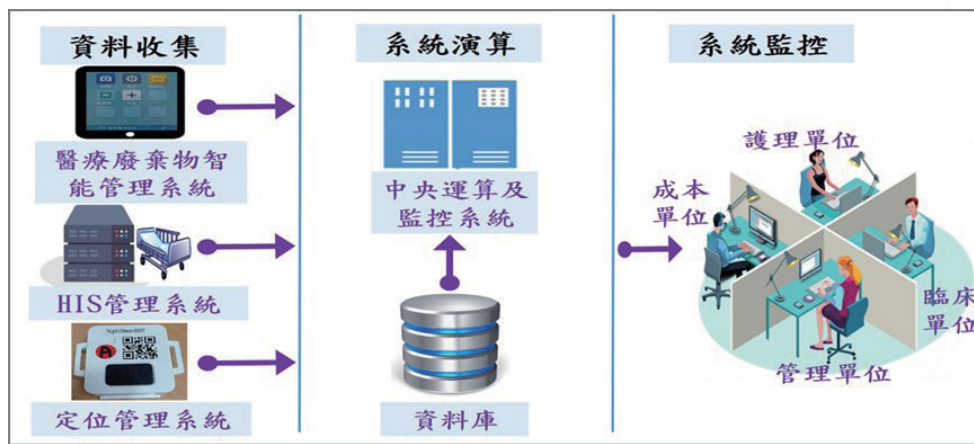 資料收集
系統演算
系統監控
醫療廢棄物智
能管理系統
HIS管理系統
定位管理系統
中央運算及
監控系統
資料庫
護理單位
成本
單位
臨床
單位
管理單位